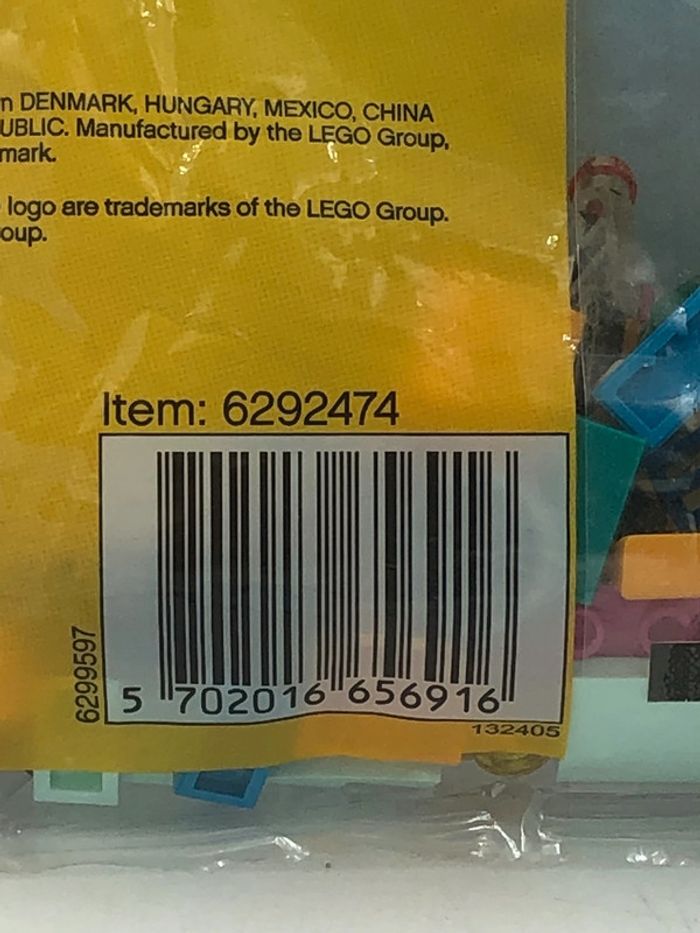 n DENMARK, HUNGARY, MEXICO, CHINA
UBLIC. Manufactured by the LEGO Group,
mark.
logo are trademarks of the LEGO Group.
oup.
Item: 6292474
6299597
5 702016 656916
132405